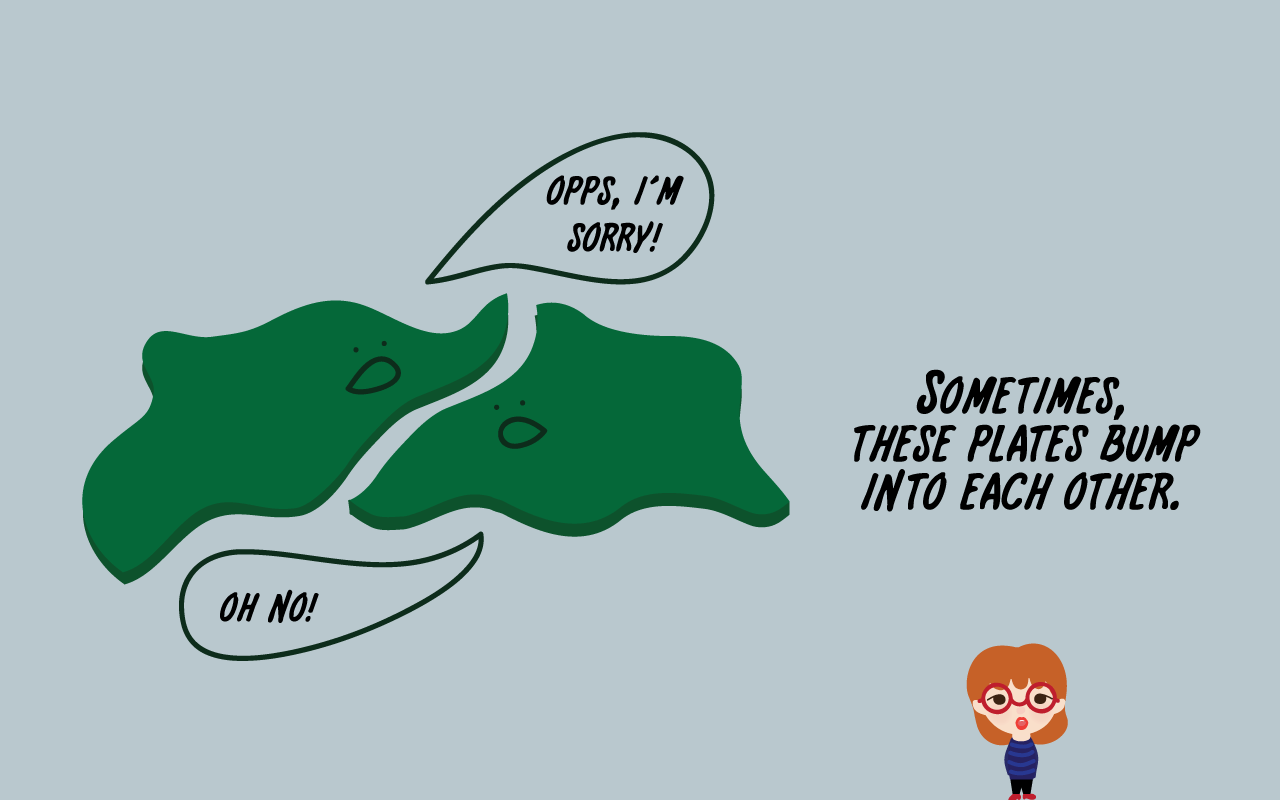 OPPS, I'M
SORRY!
SOMETIMES,
THESE PLATES BUMP
INTO EACH OTHER.
OH NO!